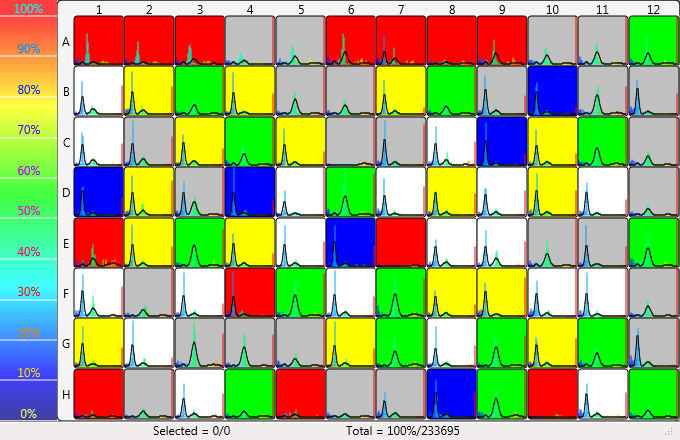 100%
90%
80%
70%
60%
50%
40%
30%
20%
10%
0%
1 2 3 4 5 6 7 8 9 10 11 12
A
B
C
D
E
F
G
H
Selected = 0/0 Total = 100%/233695